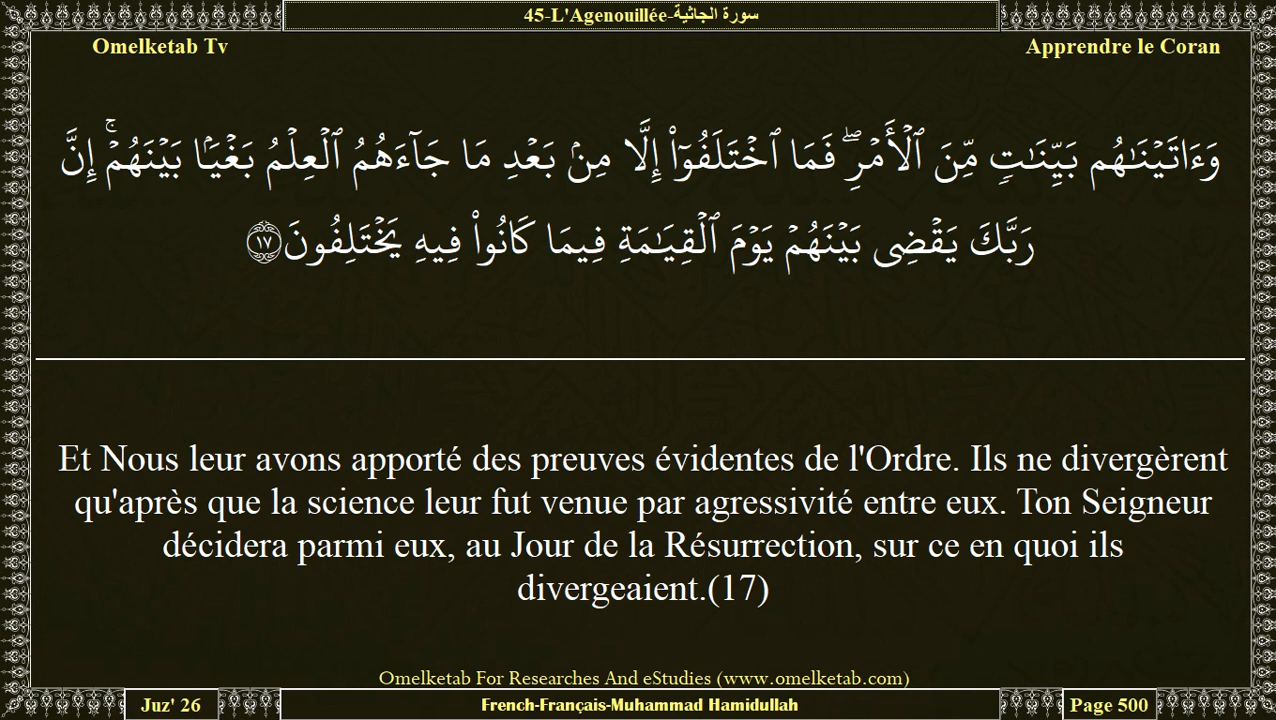 45-L'Agenouillée-سورة الجاثية
Omelketab Tv
Apprendre le Coran
وَءَاتَيْنَٰهُم بَيِّنَٰتٍ مِّنَ ٱلْأَمْرِ ۖ فَمَا ٱخْتَلَفُوٓا۟ إِلَّا مِنۢ بَعْدِ مَا جَآءَهُمُ ٱلْعِلْمُ بَغْيًۢا بَيْنَهُمْ ۚ إِنَّ
رَبَّكَ يَقْضِى بَيْنَهُمْ يَوْمَ ٱلْقِيَٰمَةِ فِيمَا كَانُوا۟ فِيهِ يَخْتَلِفُونَ ١٧
Et Nous leur avons apporté des preuves évidentes de l'Ordre. Ils ne divergèrent
qu'après que la science leur fut venue par agressivité entre eux. Ton Seigneur
décidera parmi eux, au Jour de la Résurrection, sur ce en quoi ils
divergeaient.(17)
Omelketab For Researches And eStudies (www.omelketab.com)
Juz' 26
French-Français-Muhammad Hamidullah
Page 500